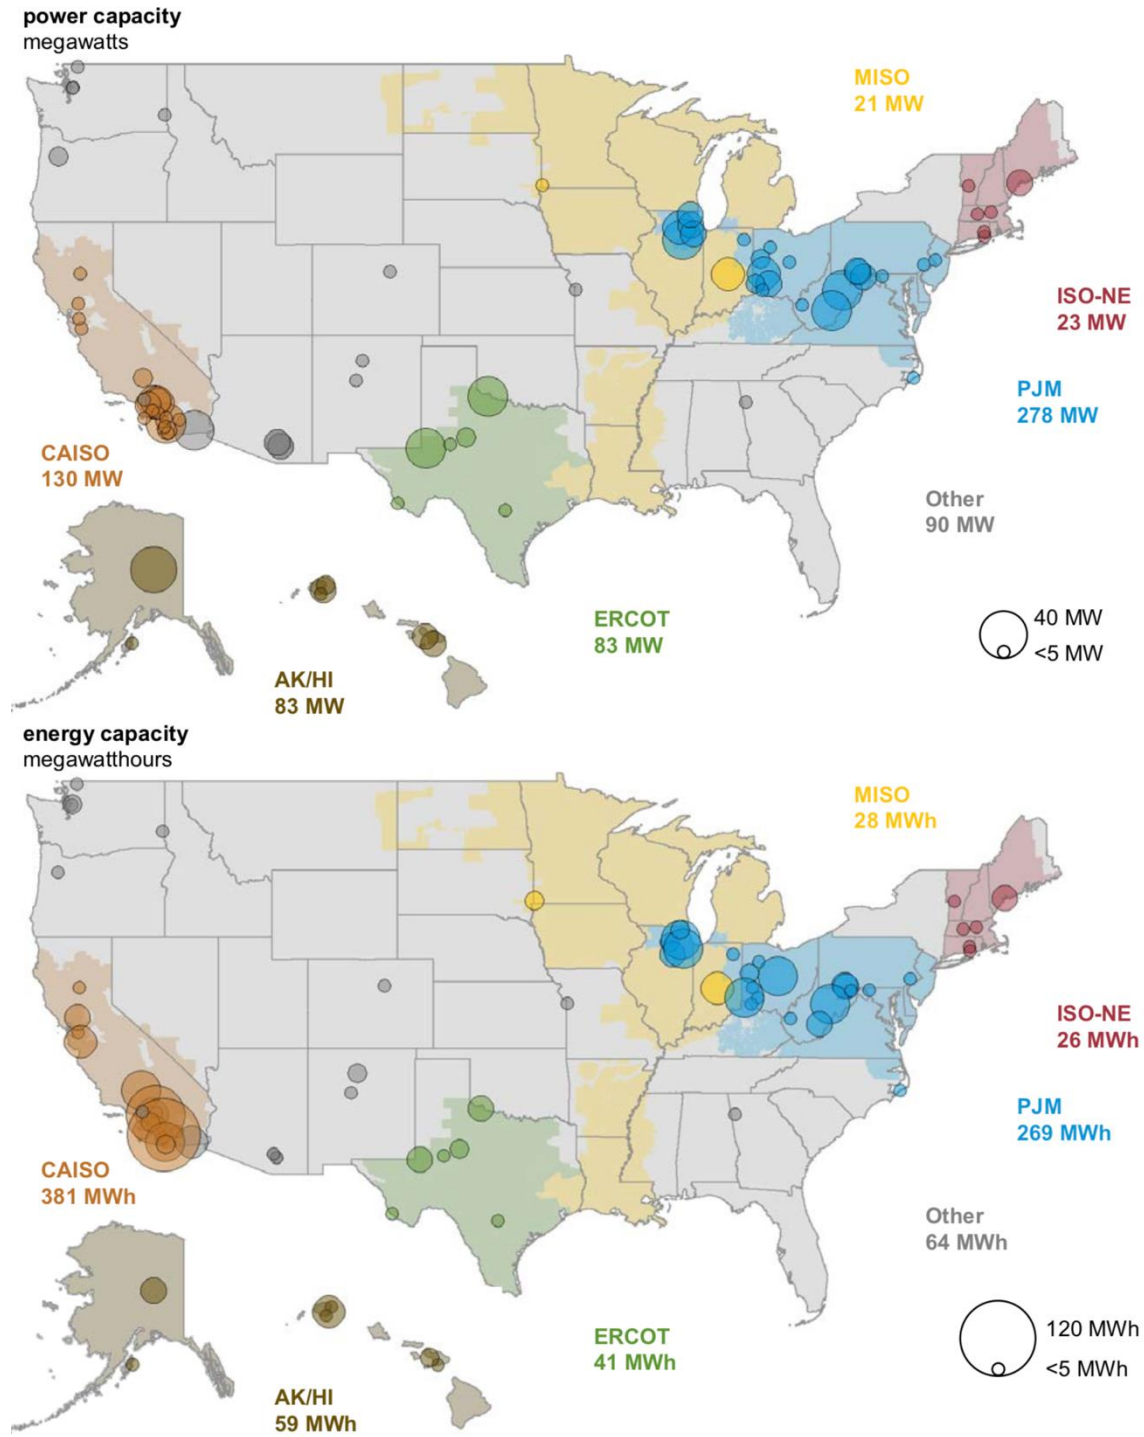 power capacity
megawatts
MISO
21 MW
ISO-NE
23 MW
PJM
278 MW
CAISO
130 MW
Other
90 MW
ERCOT
83 MW
40 MW
<5 MW
AK/HI
83 MW
energy capacity
megawatthours
MISO
28 MWh
ISO-NE
26 MWh
PJM
269 MWh
CAISO
381 MWh
Other
64 MWh
ERCOT
41 MWh
120 MWh
<5 MWh
AK/HI
59 MWh